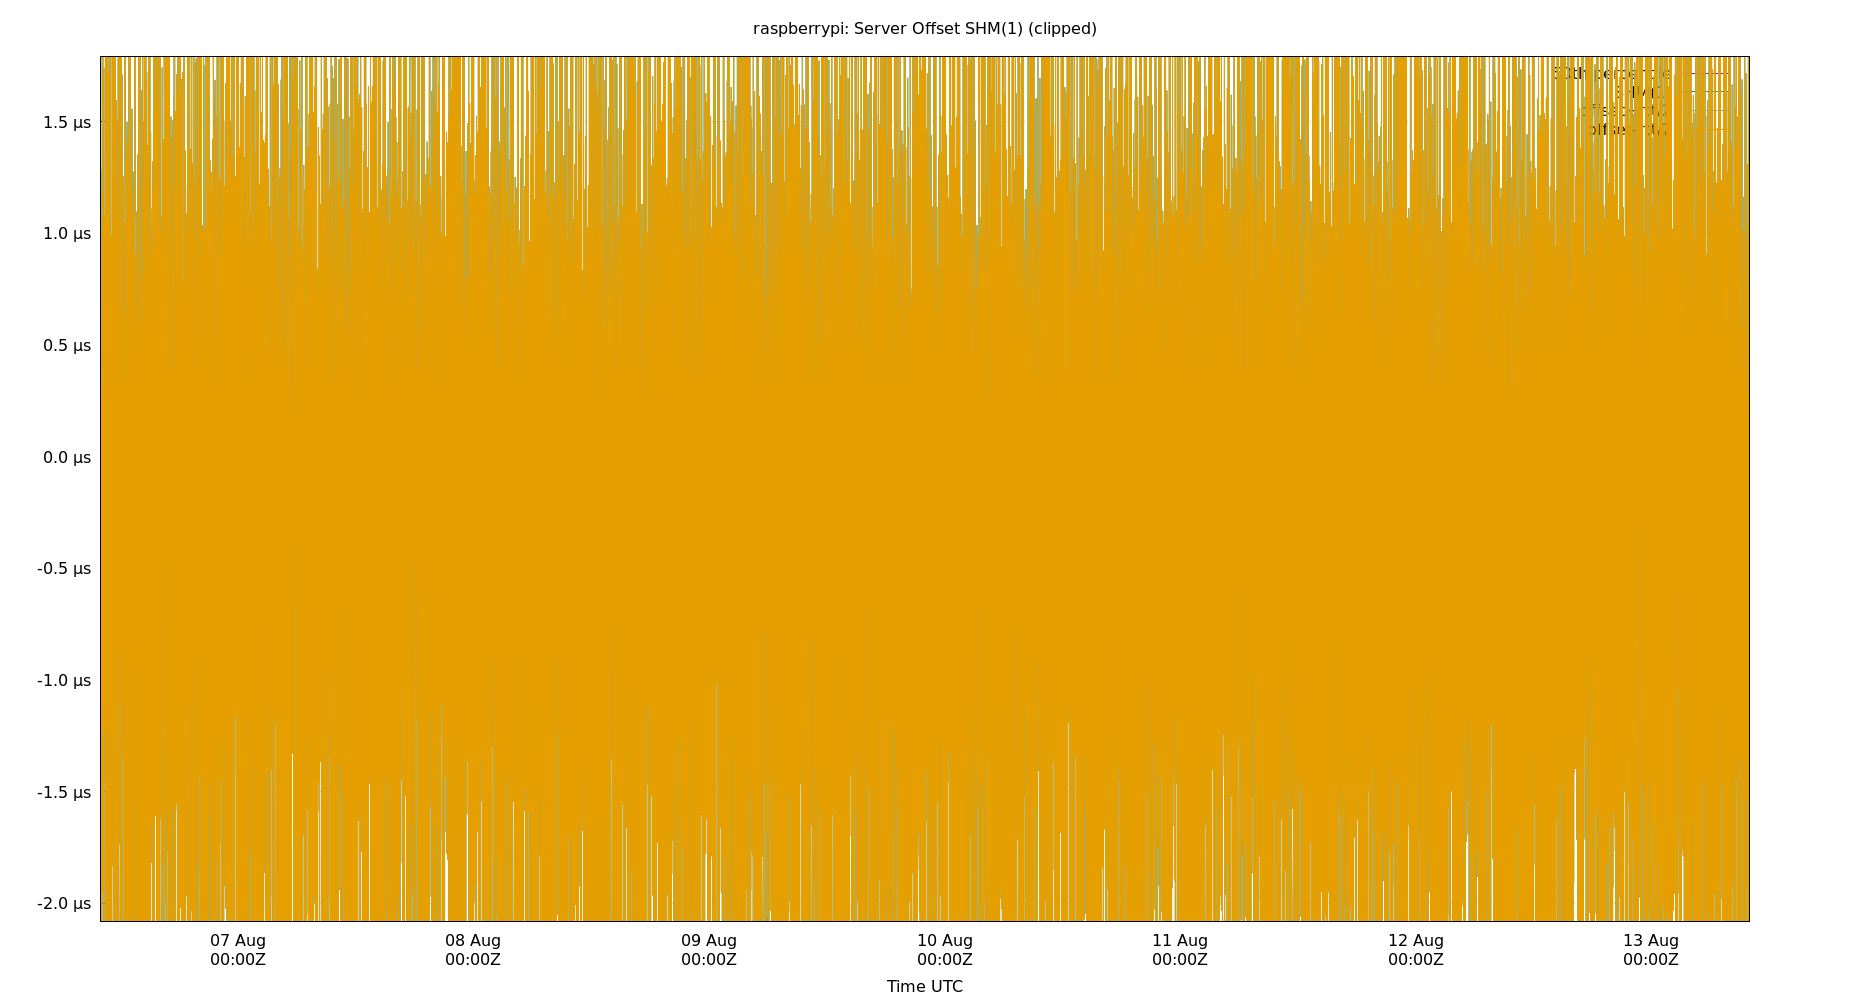 raspberrypi: Server Offset SHM(1) (clipped)
1.5 µs
1.0 µs
0.5 µs
0.0 µs
-0.5 µs
-1.0 µs
-1.5 µs
-2.0 µs
07 Aug 08 Aug 09 Aug 10 Aug 11 Aug 12 Aug 13 Aug
00:00Z 00:00Z 00:00Z 00:00Z 00:00Z 00:00Z 00:00Z
Time UTC